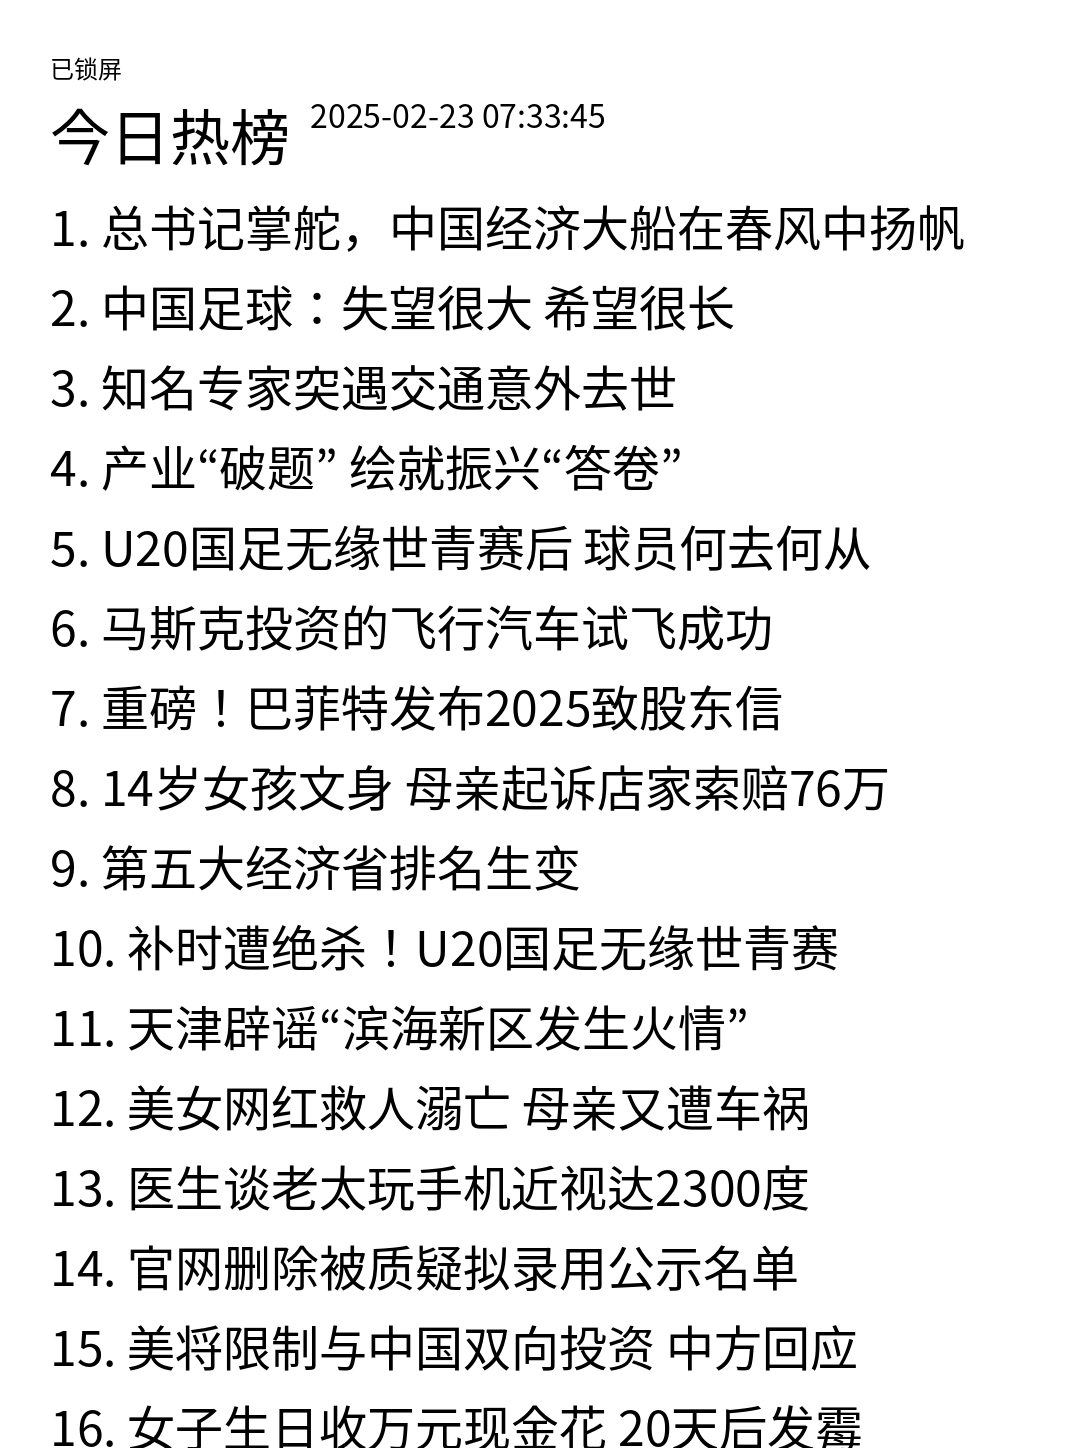 已锁屏
今日热榜 2025-02-23 07:33:45
1. 总书记掌舵，中国经济大船在春风中扬帆
2. 中国足球：失望很大 希望很长
3. 知名专家突遇交通意外去世
4. 产业“破题” 绘就振兴“答卷”
5. U20国足无缘世青赛后 球员何去何从
6. 马斯克投资的飞行汽车试飞成功
7. 重磅！巴菲特发布2025致股东信
8. 14岁女孩文身 母亲起诉店家索赔76万
9. 第五大经济省排名生变
10. 补时遭绝杀！U20国足无缘世青赛
11. 天津辟谣“滨海新区发生火情”
12. 美女网红救人溺亡 母亲又遭车祸
13. 医生谈老太玩手机近视达2300度
14. 官网删除被质疑拟录用公示名单
15. 美将限制与中国双向投资 中方回应
16. 女子生日收万元现金花 20天后发霉